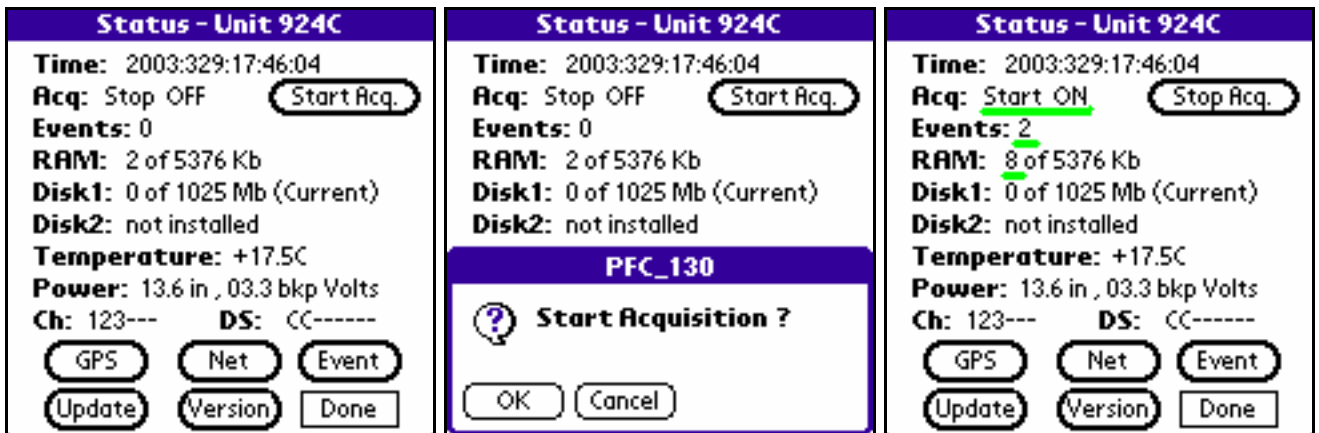 Status - Unit 924C
Time: 2003:329:17:46:04
Acq: Stop OFF Start Acq.
Events: 0
RAM: 2 of 5376 Kb
Disk1: 0 of 1025 Mb (Current)
Disk2: not installed
Temperature: +17.5C
Power: 13.6 in , 03.3 bkp Volts
Ch: 123--- DS: CC------
GPS Net Event
Update Version Done
Status - Unit 924C
Time: 2003:329:17:46:04
Acq: Stop OFF Start Acq.
Events: 0
RAM: 2 of 5376 Kb
Disk1: 0 of 1025 Mb (Current)
Disk2: not installed
PFC_130
Start Acquisition ?
OK Cancel
Status - Unit 924C
Time: 2003:329:17:46:04
Acq: Start ON Stop Acq.
Events: 2
RAM: 8 of 5376 Kb
Disk1: 0 of 1025 Mb (Current)
Disk2: not installed
Temperature: +17.5C
Power: 13.6 in , 03.3 bkp Volts
Ch: 123--- DS: CC------
GPS Net Event
Update Version Done